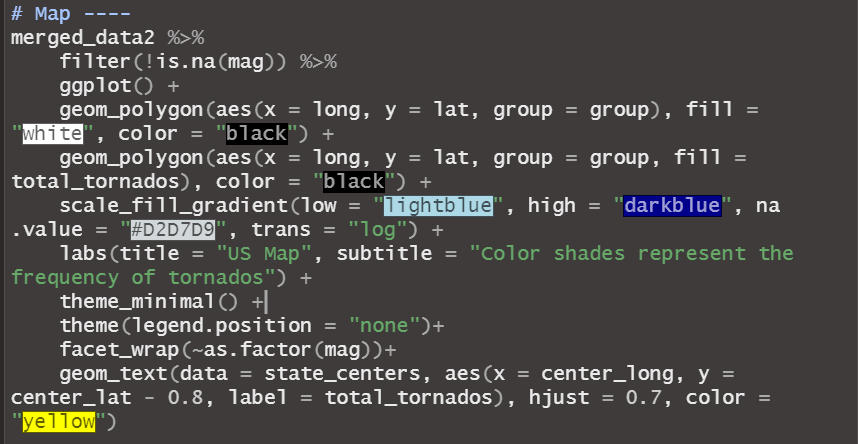 # Map ----
merged_data2 %>%
    filter(!is.na(mag)) %>%
    ggplot() +
    geom_polygon(aes(x = long, y = lat, group = group), fill =
"white", color = "black") +
    geom_polygon(aes(x = long, y = lat, group = group, fill =
total_tornados), color = "black") +
    scale_fill_gradient(low = "lightblue", high = "darkblue", na
.value = "#D2D7D9", trans = "log") +
    labs(title = "US Map", subtitle = "Color shades represent the
frequency of tornados") +
    theme_minimal() +
    theme(legend.position = "none")+
    facet_wrap(~as.factor(mag))+
    geom_text(data = state_centers, aes(x = center_long, y =
center_lat - 0.8, label = total_tornados), hjust = 0.7, color =
"yellow")